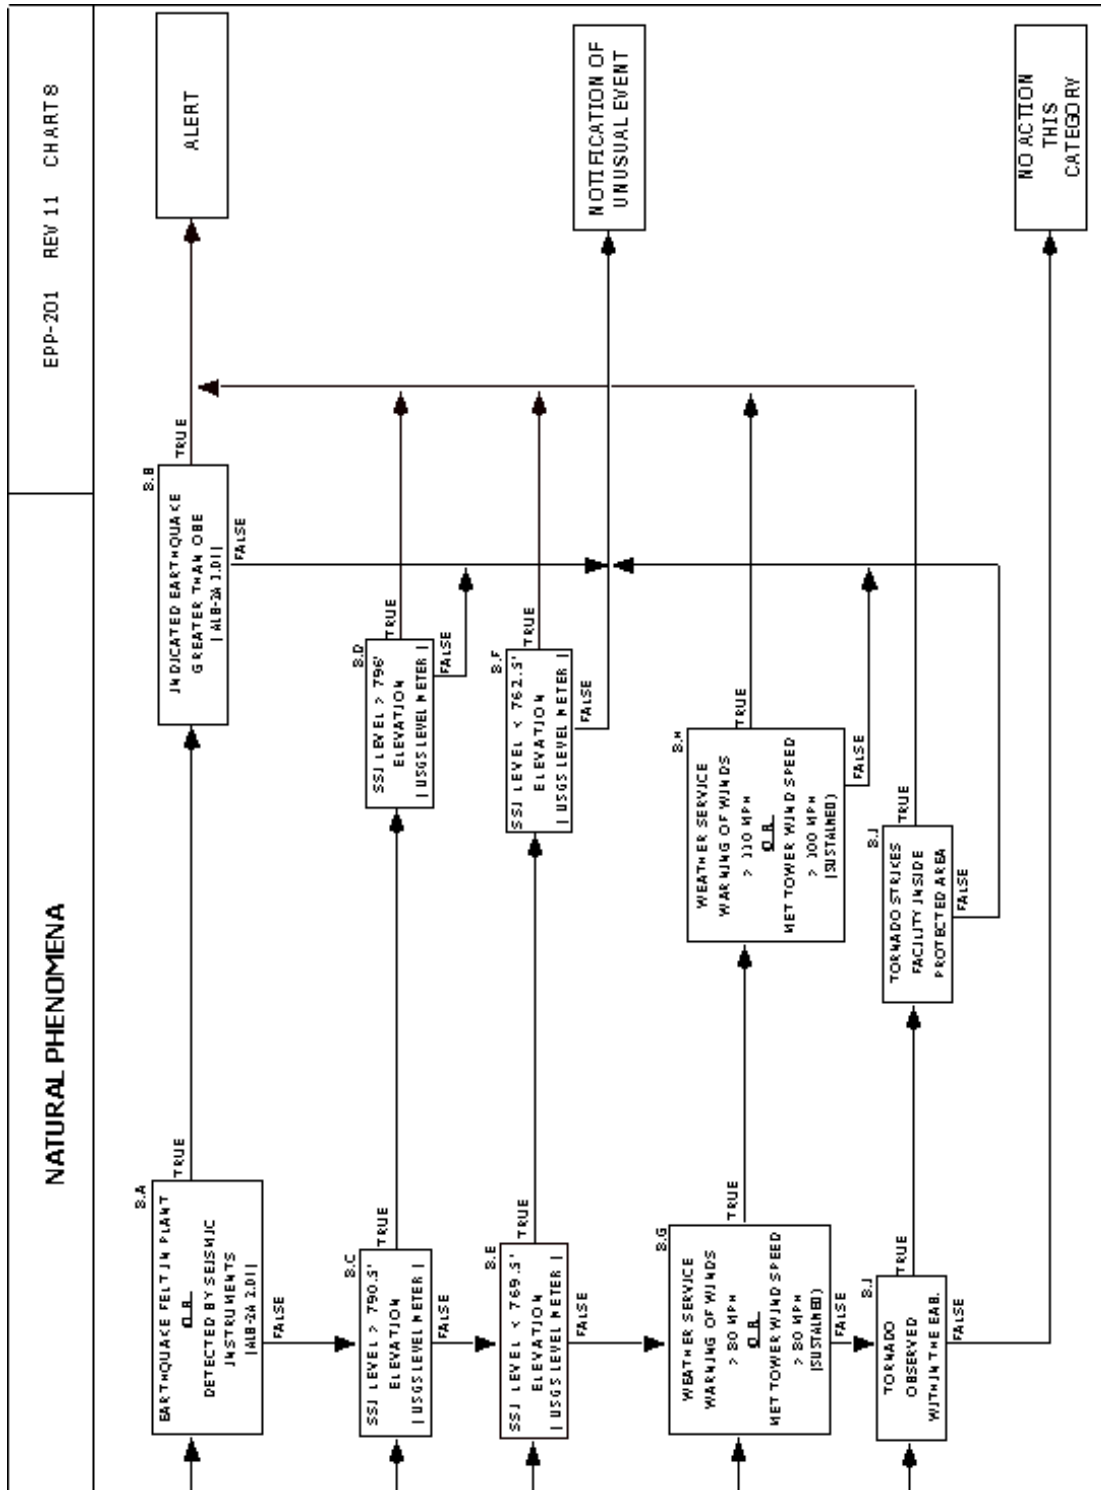 NATURAL PHENOMENA
EPP-201 REV 11 CHART 8
8.A
EARTHQUAKE FELT IN PLANT
OR
DETECTED BY SEISMIC
INSTRUMENTS
[ALB-2A 2.D1]
TRUE
FALSE
8.B
INDICATED EARTHQUAKE
GREATER THAN OBE
[ALB-2A 1.D1]
TRUE
FALSE
ALERT
8.C
SSI LEVEL > 790.5'
ELEVATION
[USGS LEVEL METER]
TRUE
FALSE
8.D
SSI LEVEL > 796'
ELEVATION
[USGS LEVEL METER]
TRUE
FALSE
8.E
SSI LEVEL < 769.5'
ELEVATION
[USGS LEVEL METER]
TRUE
FALSE
8.F
SSI LEVEL < 762.5'
ELEVATION
[USGS LEVEL METER]
TRUE
FALSE
NOTIFICATION OF
UNUSUAL EVENT
8.G
WEATHER SERVICE
WARNING OF WINDS
> 80 MPH
OR
MET TOWER WIND SPEED
> 80 MPH
(SUSTAINED)
TRUE
FALSE
8.H
WEATHER SERVICE
WARNING OF WINDS
> 110 MPH
OR
MET TOWER WIND SPEED
> 100 MPH
(SUSTAINED)
TRUE
FALSE
8.I
TORNADO
OBSERVED
WITHIN THE EAB.
TRUE
FALSE
8.J
TORNADO STRIKES
FACILITY INSIDE
PROTECTED AREA
TRUE
FALSE
NO ACTION
THIS
CATEGORY